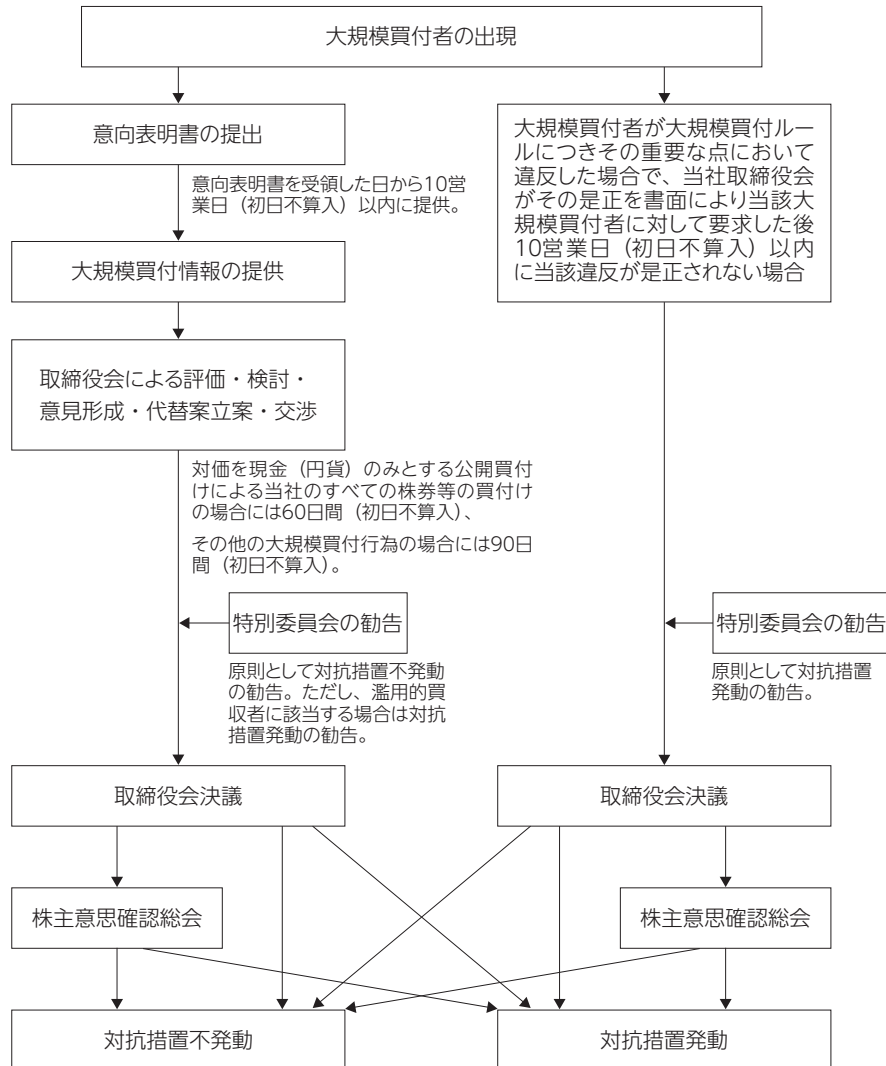 大規模買付者の出現
意向表明書の提出
大規模買付者が大規模買付ルー
ルにつきその重要な点において
違反した場合で、当社取締役会
がその是正を書面により当該大
規模買付者に対して要求した後
10営業日（初日不算入）以内
に当該違反が是正されない場合
意向表明書を受領した日から10営
業日（初日不算入）以内に提供。
大規模買付情報の提供
取締役会による評価・検討・
意見形成・代替案立案・交渉
対価を現金（円貨）のみとする公開買付
けによる当社のすべての株券等の買付け
の場合には60日間（初日不算入）、
その他の大規模買付行為の場合には90日
間（初日不算入）。
特別委員会の勧告
原則として対抗措置不発動
の勧告。ただし、濫用的買
収者に該当する場合は対抗
措置発動の勧告。
特別委員会の勧告
原則として対抗措置
発動の勧告。
取締役会決議
取締役会決議
株主意思確認総会
株主意思確認総会
対抗措置不発動
対抗措置発動